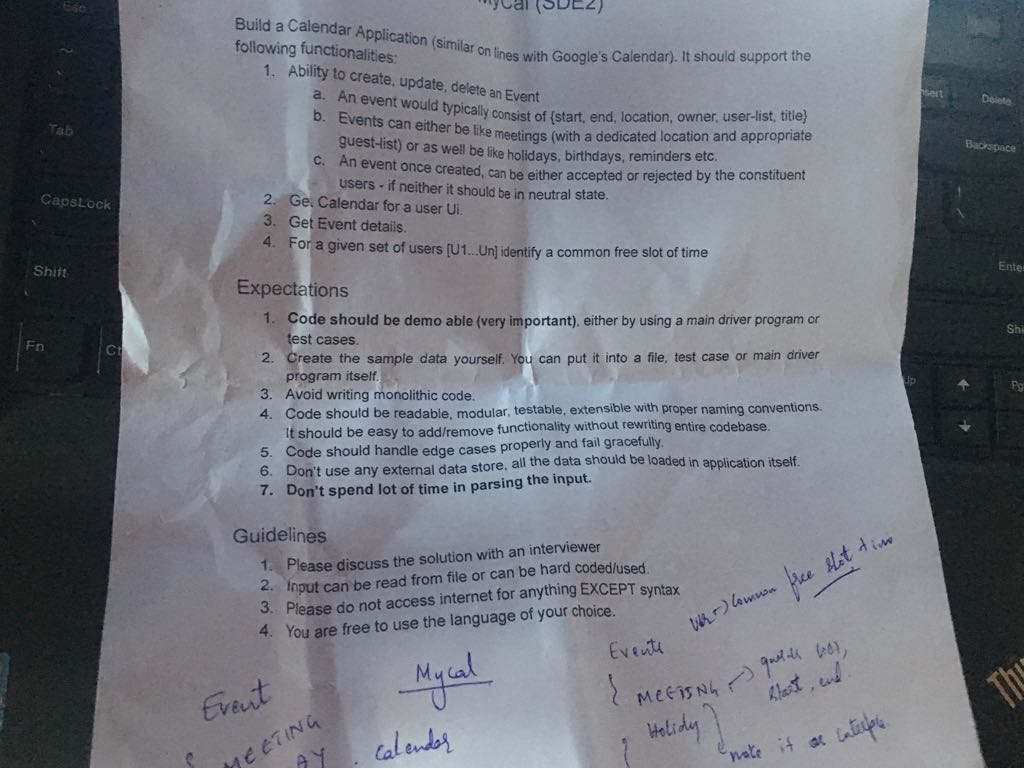 MyCal (SDE2)
Build a Calendar Application (similar on lines with Google's Calendar). It should support the
following functionalities:
1. Ability to create, update, delete an Event
a. An event would typically consist of {start, end, location, owner, user-list, title}
b. Events can either be like meetings (with a dedicated location and appropriate
guest-list) or as well be like holidays, birthdays, reminders etc.
c. An event once created, can be either accepted or rejected by the constituent
users - if neither it should be in neutral state.
2. Get Calendar for a user Ui.
3. Get Event details.
4. For a given set of users [U1...Un] identify a common free slot of time
Expectations
1. Code should be demo able (very important), either by using a main driver program or
test cases.
2. Create the sample data yourself. You can put it into a file, test case or main driver
program itself.
3. Avoid writing monolithic code.
4. Code should be readable, modular, testable, extensible with proper naming conventions.
It should be easy to add/remove functionality without rewriting entire codebase.
5. Code should handle edge cases properly and fail gracefully.
6. Don't use any external data store, all the data should be loaded in application itself.
7. Don't spend lot of time in parsing the input.
Guidelines
1. Please discuss the solution with an interviewer
2. Input can be read from file or can be hard coded/used.
3. Please do not access internet for anything EXCEPT syntax
4. You are free to use the language of your choice.
common free slot time
Events
{ MEETING → guest list,
start, end.
Holiday }
make it as interface
Mycal
Event
MEETING
calendar
Esc
Tab
CapsLock
Shift
Fn
Delete
Backspace